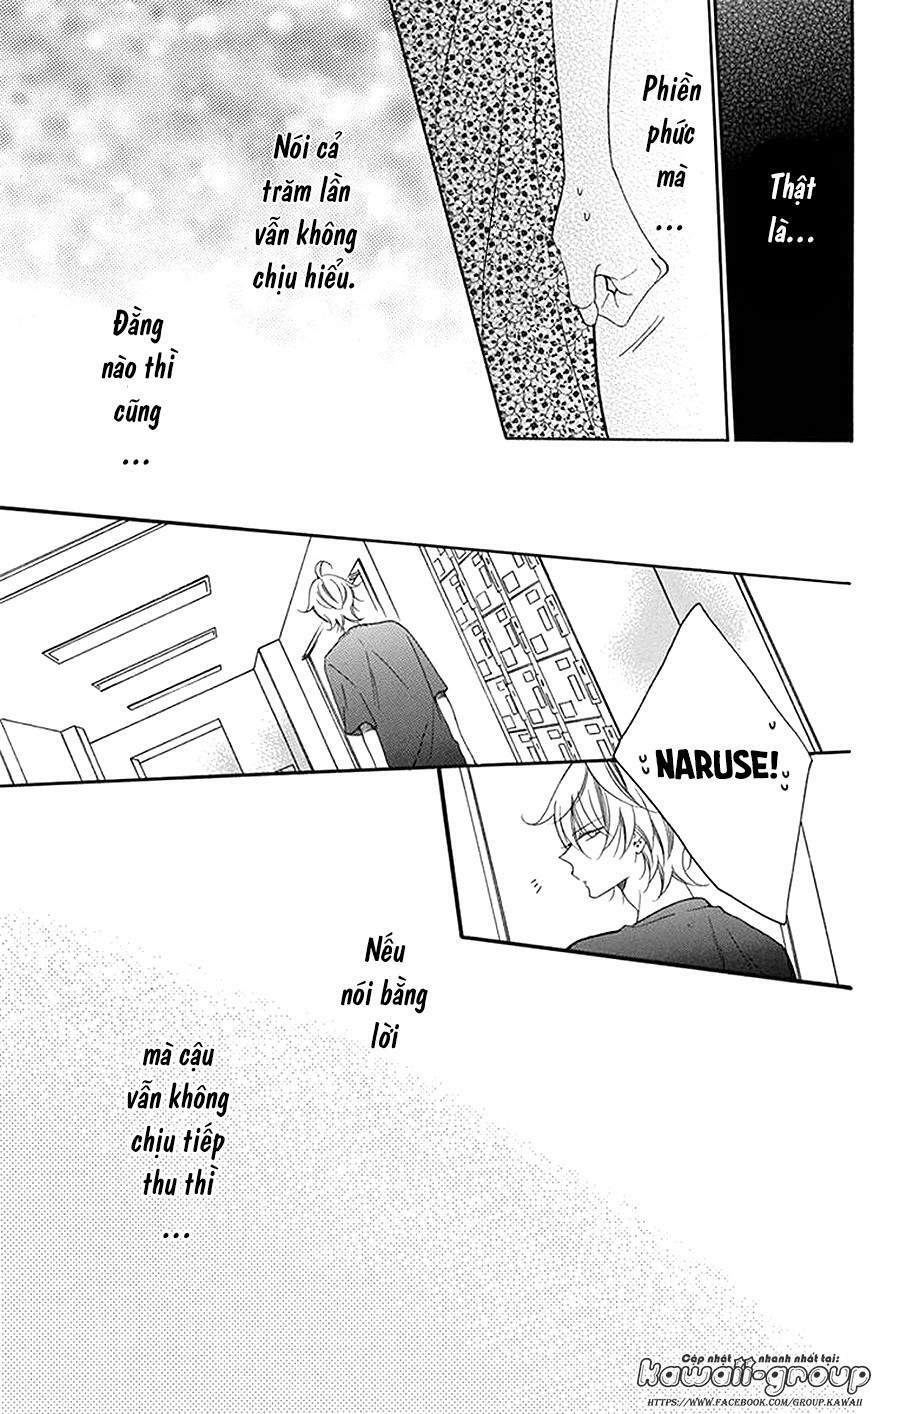 Thật
là...
Phiền
phức
mà
...
Nói cả
trăm lần
vẫn không
chịu hiểu.
Đằng
nào thì
cũng
...
NARUSE!
Nếu
nói bằng
lời
mà cậu
vẫn không
chịu tiếp
thu thì
...
Cập nhật nhanh nhất tại:
kawaii-group
HTTPS://WWW.FACEBOOK.COM/GROUP.KAWAII